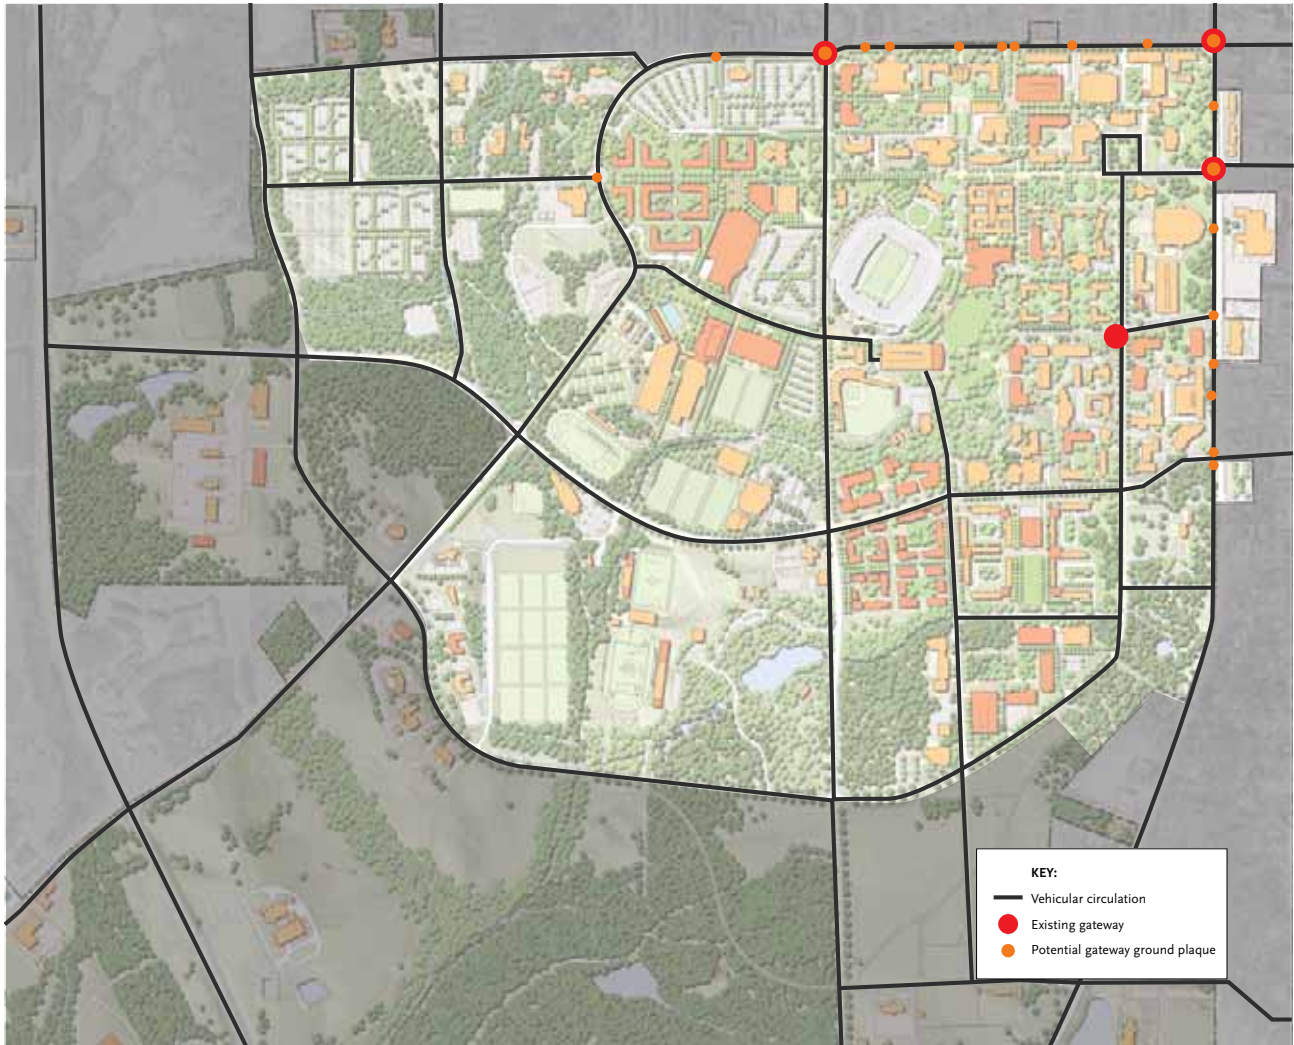 KEY:
Vehicular circulation
Existing gateway
Potential gateway ground plaque